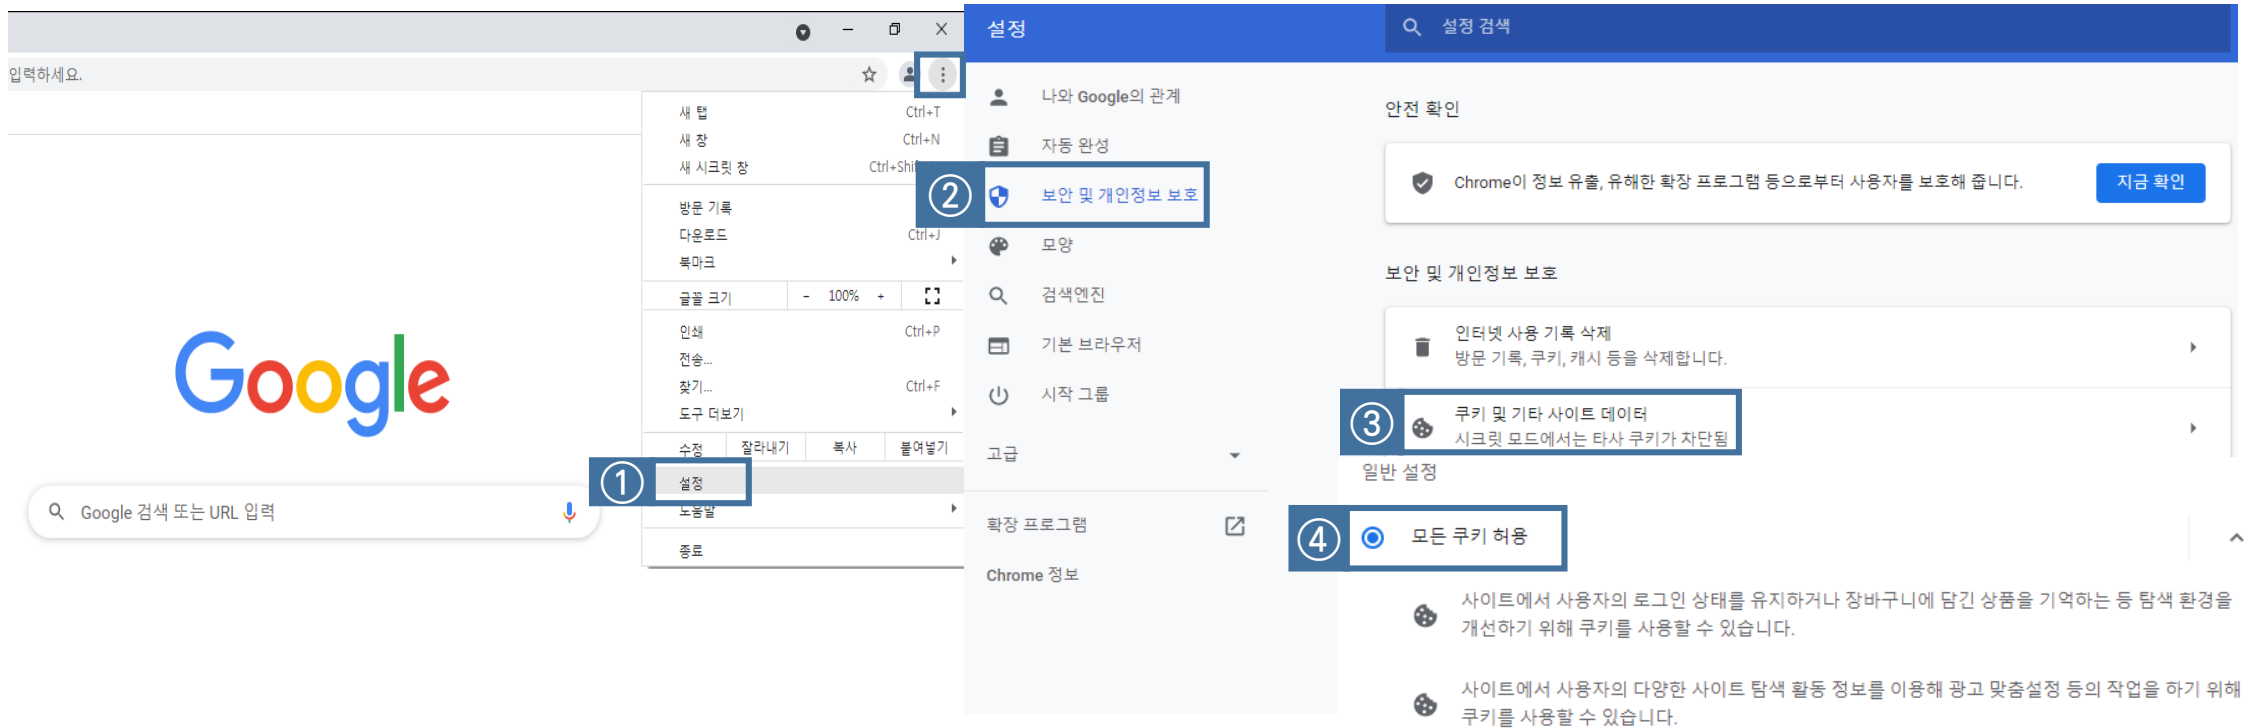 입력하세요.
새 탭 Ctrl+T
새 창 Ctrl+N
새 시크릿 창
방문 기록
다운로드 Ctrl+J
북마크
글꼴 크기 - 100% +
인쇄 Ctrl+P
전송...
찾기... Ctrl+F
도구 더보기
수정 잘라내기 복사 붙여넣기
① 설정
도움말
종료
Google
Google 검색 또는 URL 입력
설정
나와 Google의 관계
자동 완성
② 보안 및 개인정보 보호
모양
검색엔진
기본 브라우저
시작 그룹
고급
확장 프로그램
Chrome 정보
설정 검색
안전 확인
Chrome이 정보 유출, 유해한 확장 프로그램 등으로부터 사용자를 보호해 줍니다. 지금 확인
보안 및 개인정보 보호
인터넷 사용 기록 삭제
방문 기록, 쿠키, 캐시 등을 삭제합니다.
③ 쿠키 및 기타 사이트 데이터
시크릿 모드에서는 타사 쿠키가 차단됨
일반 설정
④ 모든 쿠키 허용
사이트에서 사용자의 로그인 상태를 유지하거나 장바구니에 담긴 상품을 기억하는 등 탐색 환경을
개선하기 위해 쿠키를 사용할 수 있습니다.
사이트에서 사용자의 다양한 사이트 탐색 활동 정보를 이용해 광고 맞춤설정 등의 작업을 하기 위해
쿠키를 사용할 수 있습니다.